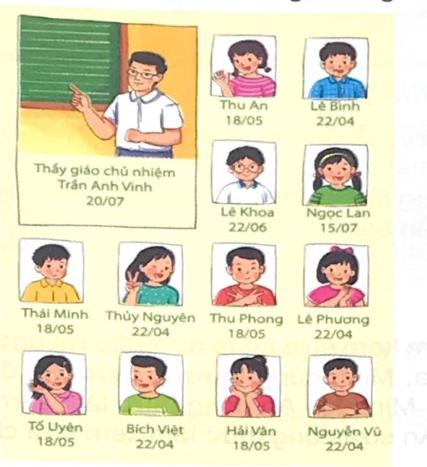 Thầy giáo chủ nhiệm
Trần Anh Vinh
20/07
Thu An
18/05
Lê Bình
22/04
Lê Khoa
22/06
Ngọc Lan
15/07
Thái Minh
18/05
Thủy Nguyên
22/04
Thu Phong
18/05
Lê Phương
22/04
Tố Uyên
18/05
Bích Việt
22/04
Hải Vân
18/05
Nguyễn Vũ
22/04